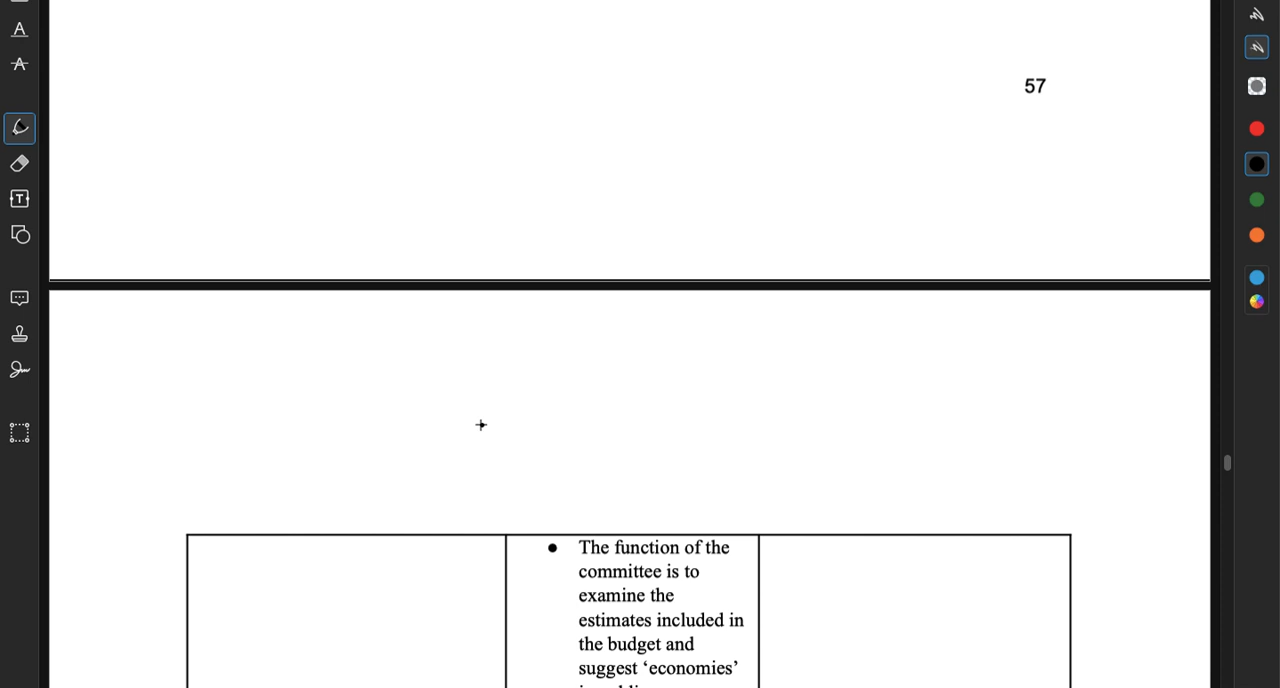 57
● The function of the
committee is to
examine the
estimates included in
the budget and
suggest ‘economies’